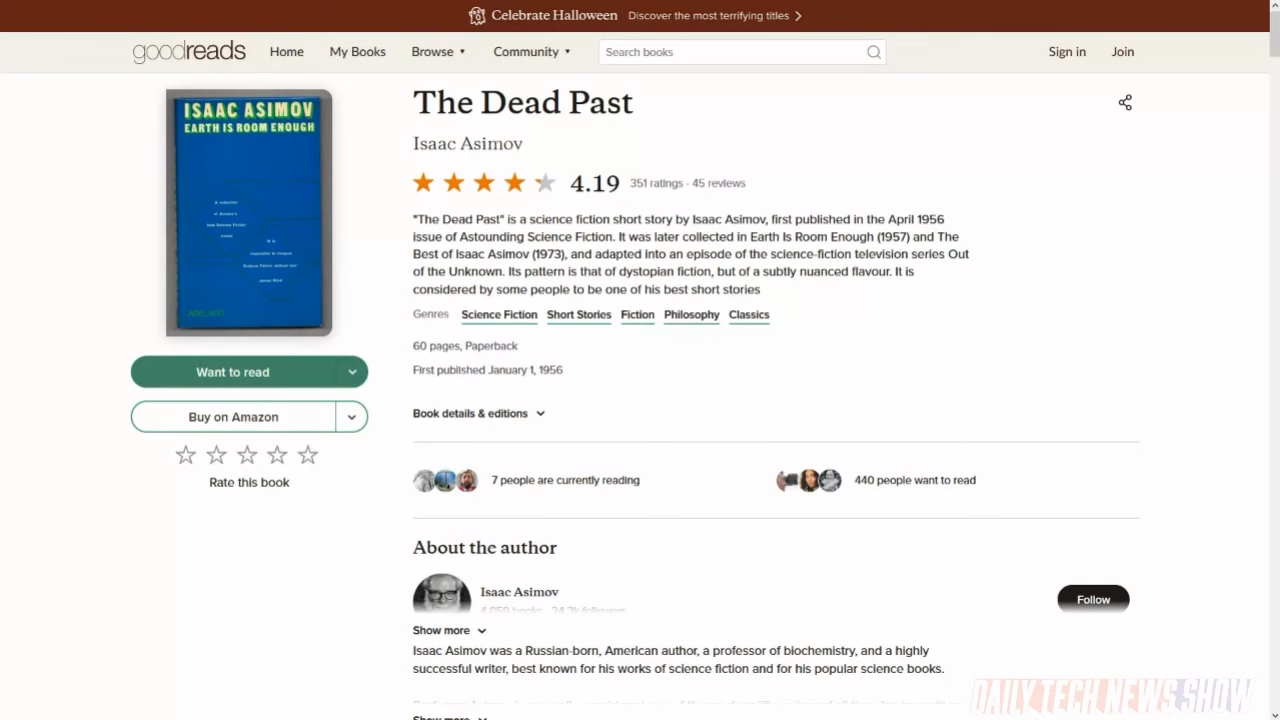 Celebrate Halloween Discover the most terrifying titles
goodreads Home My Books Browse Community Search books Sign in Join
ISAAC ASIMOV
EARTH IS ROOM ENOUGH
The Dead Past
Isaac Asimov
4.19 351 ratings · 45 reviews
"The Dead Past" is a science fiction short story by Isaac Asimov, first published in the April 1956
issue of Astounding Science Fiction. It was later collected in Earth Is Room Enough (1957) and The
Best of Isaac Asimov (1973), and adapted into an episode of the science-fiction television series Out
of the Unknown. Its pattern is that of dystopian fiction, but of a subtly nuanced flavour. It is
considered by some people to be one of his best short stories
Genres Science Fiction Short Stories Fiction Philosophy Classics
60 pages, Paperback
First published January 1, 1956
Want to read
Buy on Amazon
Rate this book
Book details & editions
7 people are currently reading
440 people want to read
About the author
Isaac Asimov
Follow
Show more
Isaac Asimov was a Russian-born, American author, a professor of biochemistry, and a highly
successful writer, best known for his works of science fiction and for his popular science books.
Show more
DAILY TECH NEWS SHOW